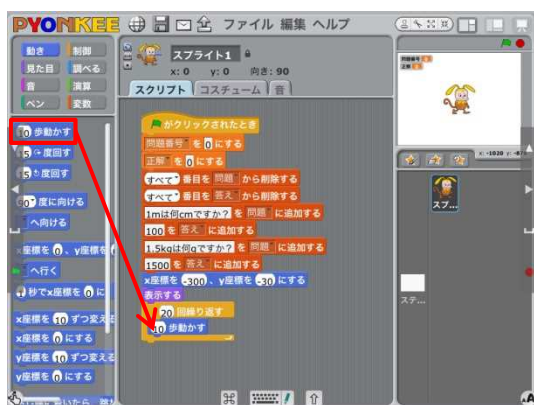 PYONKEE ファイル 編集 ヘルプ
動き 制御
見た目 調べる
音 演算
ペン 変数
スプライト1
x: 0 y: 0 向き: 90
スクリプト コスチューム 音
10 歩動かす
15 度回す
15 度回す
度に向ける
へ向ける
x座標を 0 、y座標を
へ行く
秒でx座標を 0 に
x座標を 10 ずつ変える
x座標を 0 にする
y座標を 10 ずつ変える
y座標を 0 にする
がクリックされたとき
問題番号 を 0 にする
正解 を 0 にする
すべて 番目を 問題 から削除する
すべて 番目を 答え から削除する
1mは何cmですか? を 問題 に追加する
100 を 答え に追加する
1.5kgは何gですか? を 問題 に追加する
1500 を 答え に追加する
x座標を -300 、y座標を -30 にする
表示する
20 回繰り返す
10 歩動かす
問題番号
正解
x: -1020 y:
スプ...
ステ...